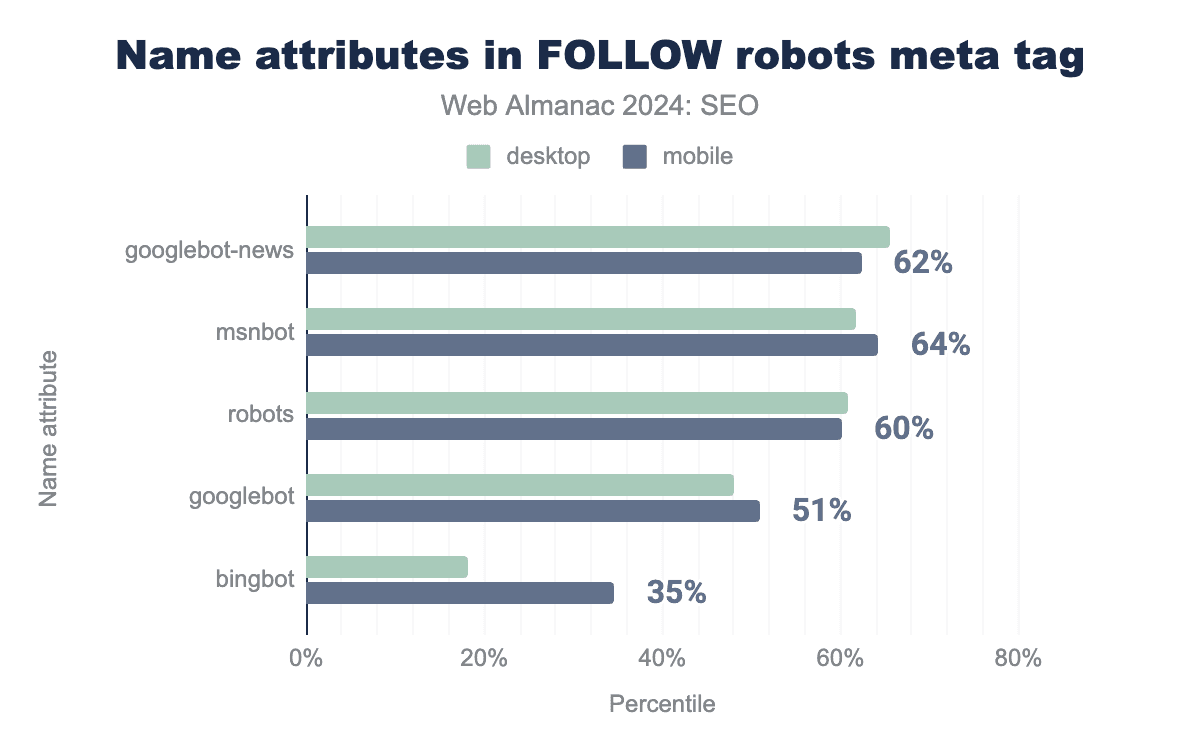 Name attributes in FOLLOW robots meta tag
Web Almanac 2024: SEO
desktop mobile
googlebot-news
62%
msnbot
64%
robots
60%
googlebot
51%
bingbot
35%
Name attribute
0% 20% 40% 60% 80%
Percentile